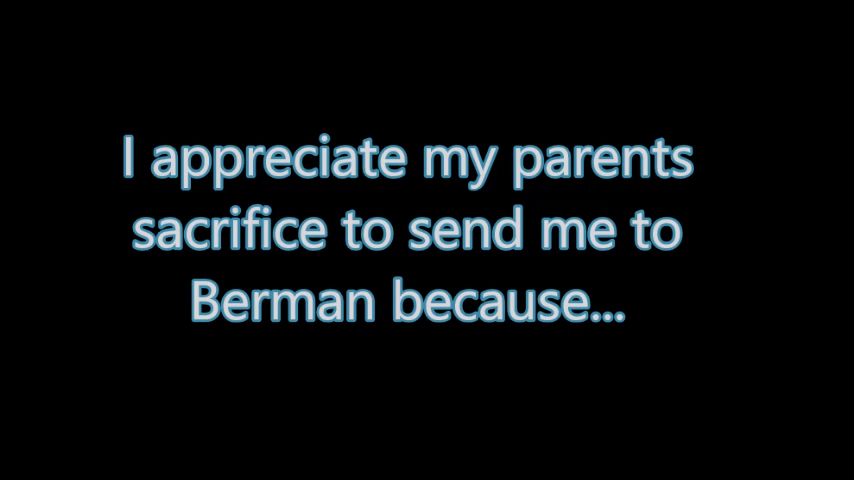 I appreciate my parents
sacrifice to send me to
Berman because...